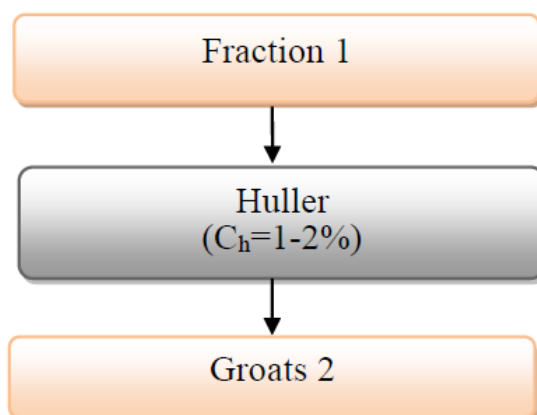 Fraction 1
Huller
(Ch=1-2%)
Groats 2